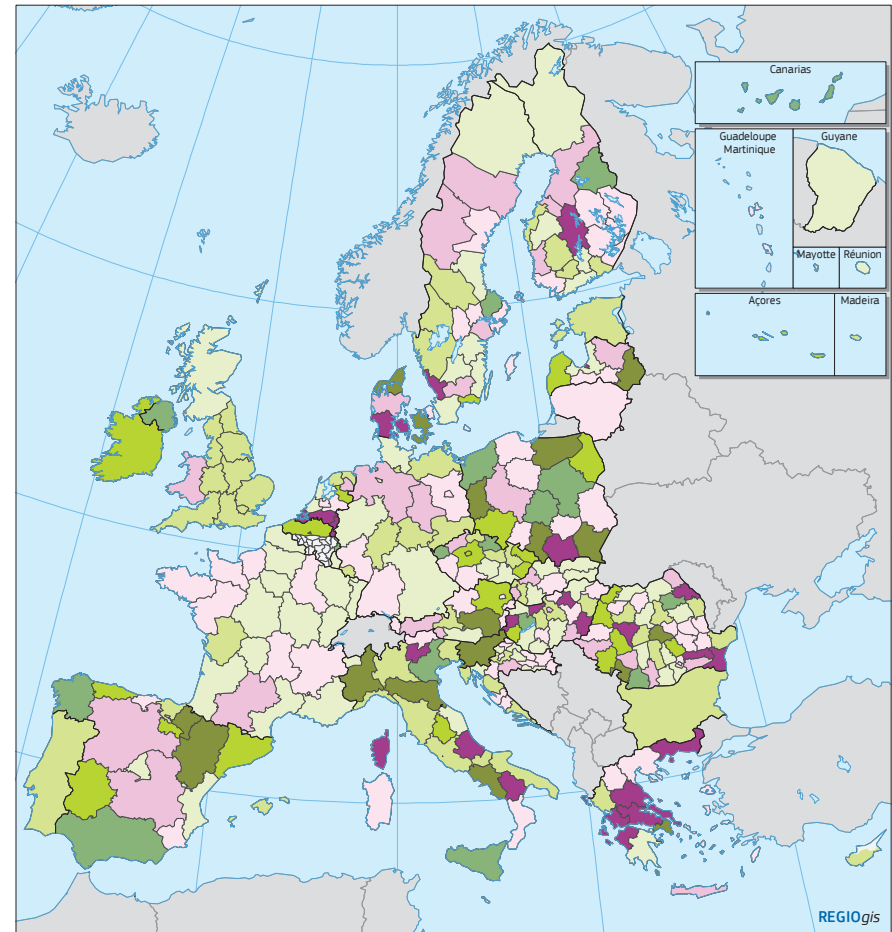 Canarias
Guadeloupe
Martinique
Guyane
Mayotte
Réunion
Açores
Madeira
REGIOgis